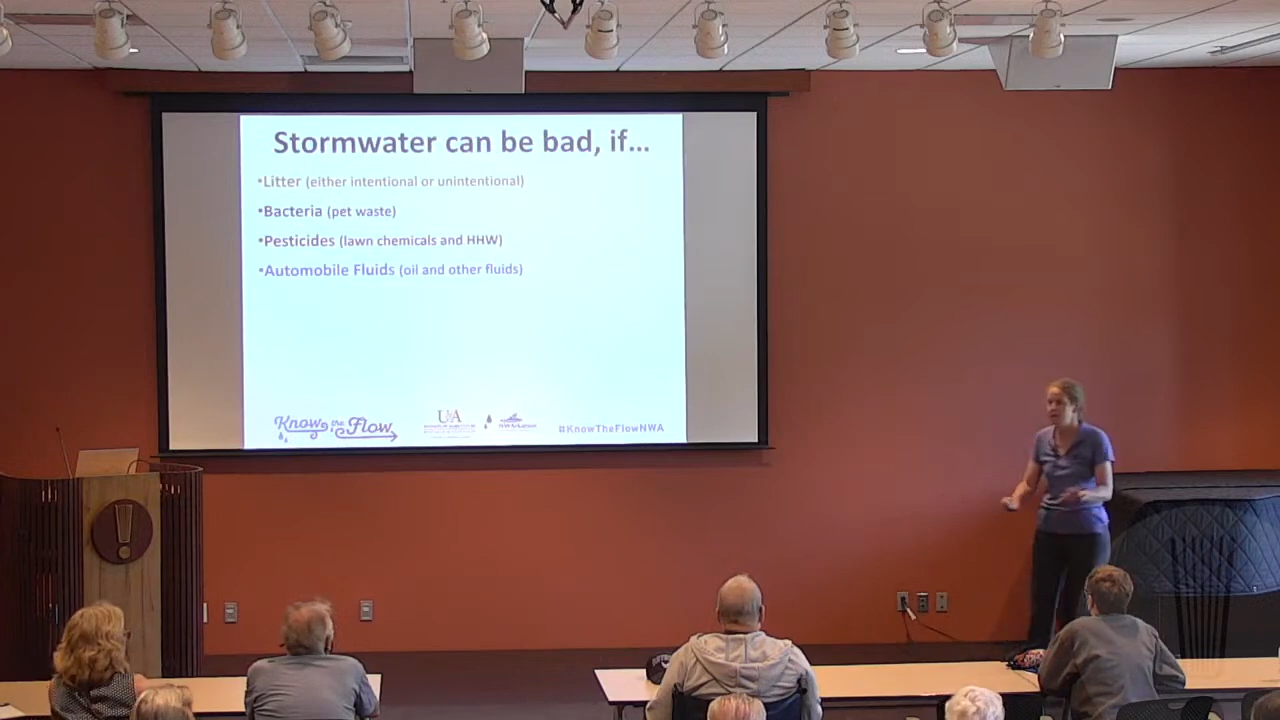 Stormwater can be bad, if...
•Litter (either intentional or unintentional)
•Bacteria (pet waste)
•Pesticides (lawn chemicals and HHW)
•Automobile Fluids (oil and other fluids)
Know the Flow
#KnowTheFlowNWA